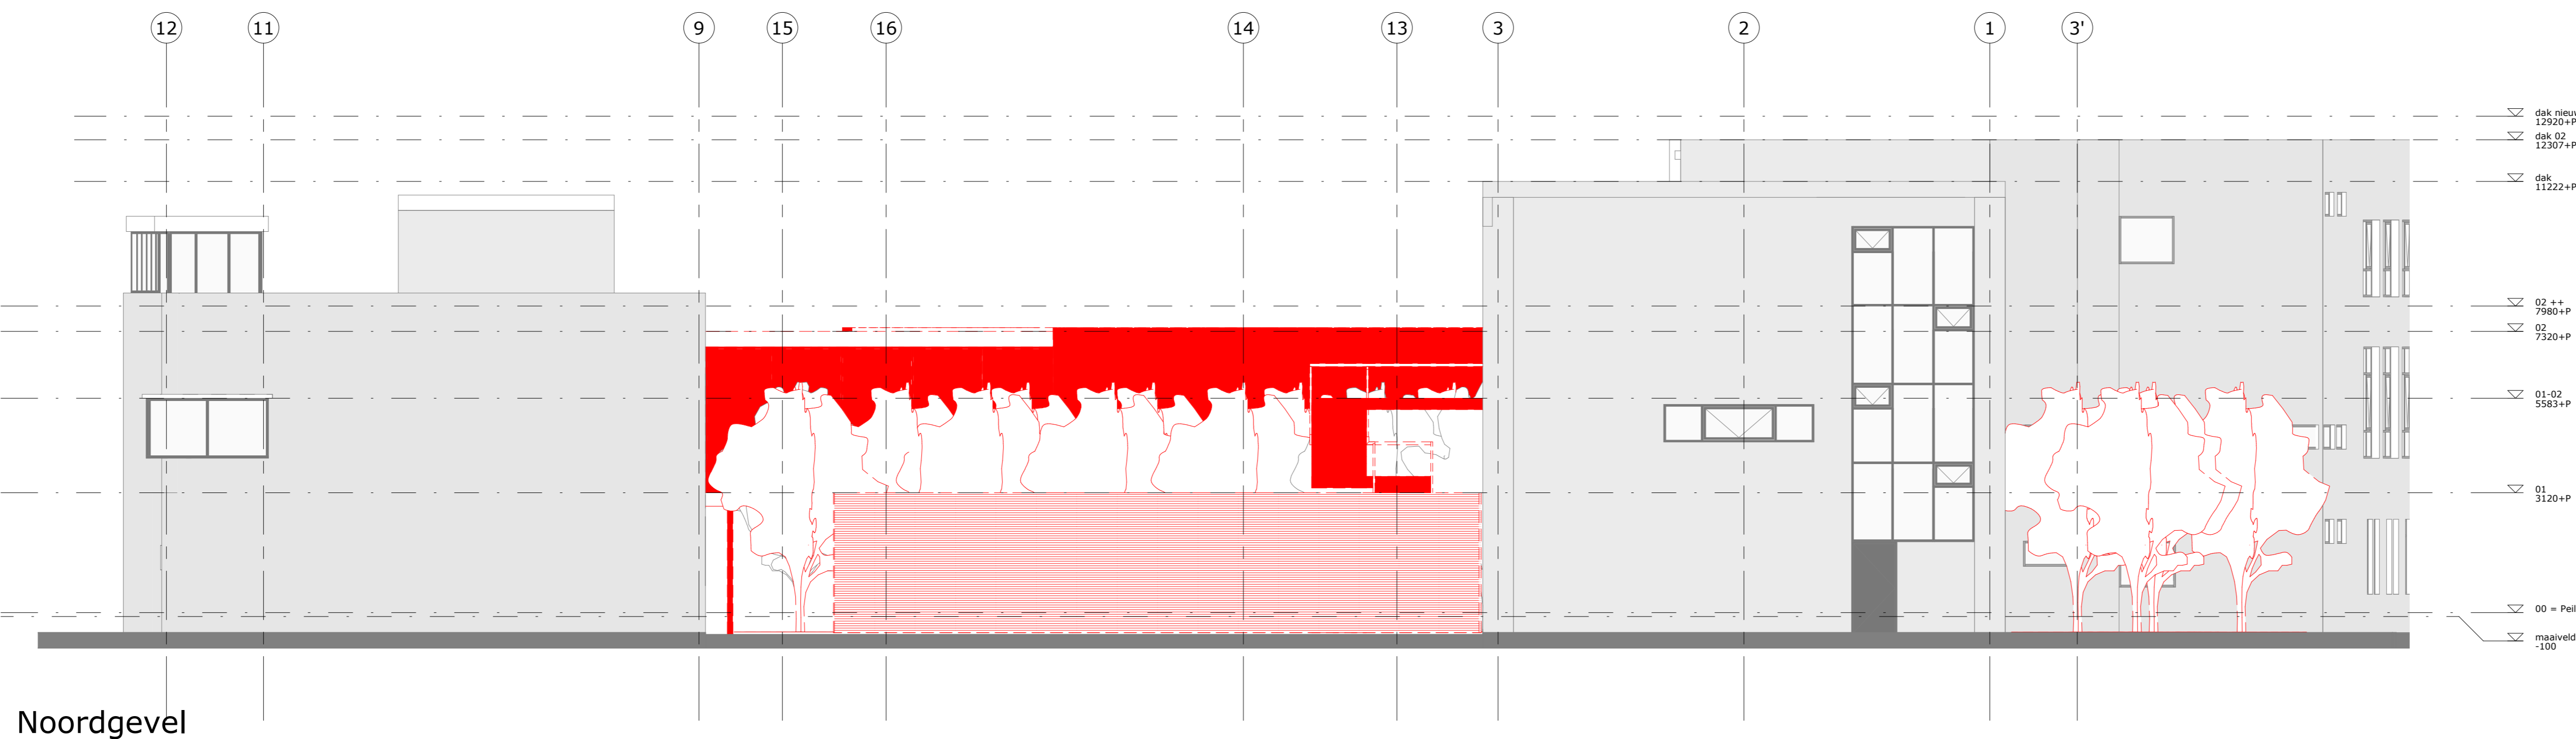 12 11 9 15 16 14 13 3 2 1 3'
dak nieuw
12920+P
dak 02
12307+P
dak
11222+P
02 ++
7980+P
02
7320+P
01-02
5583+P
01
3120+P
00 = Peil
maaiveld
-100
Noordgevel